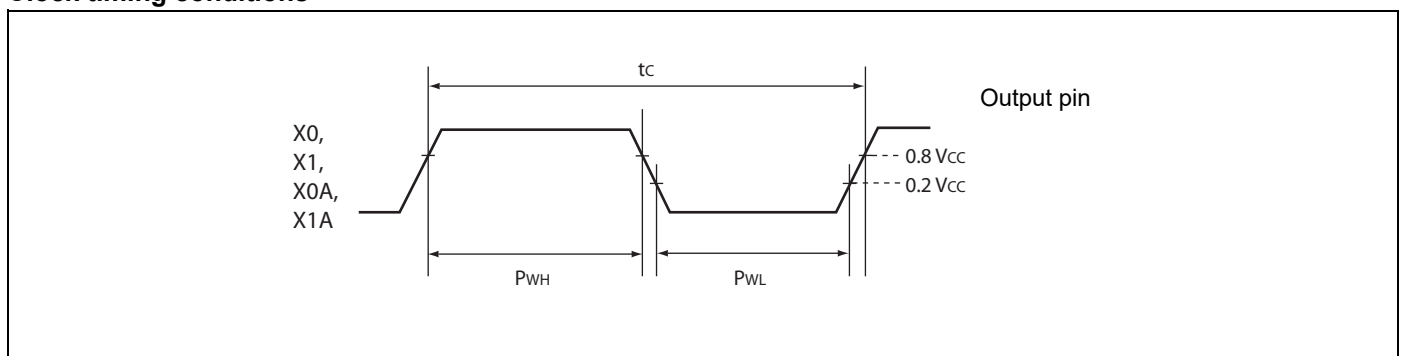 Clock timing conditions
tC
Output pin
X0,
X1,
X0A,
X1A
0.8 VCC
0.2 VCC
PWH
PWL